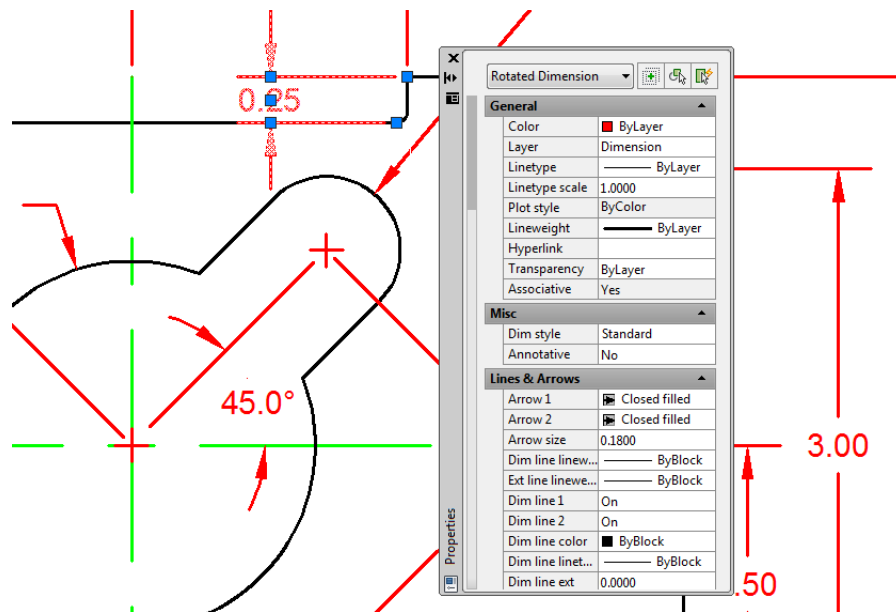 0.25
45.0°
3.00
.50
Properties
Rotated Dimension
General
Color ByLayer
Layer Dimension
Linetype ByLayer
Linetype scale 1.0000
Plot style ByColor
Lineweight ByLayer
Hyperlink
Transparency ByLayer
Associative Yes
Misc
Dim style Standard
Annotative No
Lines & Arrows
Arrow 1 Closed filled
Arrow 2 Closed filled
Arrow size 0.1800
Dim line linew... ByBlock
Ext line linewe... ByBlock
Dim line 1 On
Dim line 2 On
Dim line color ByBlock
Dim line linet... ByBlock
Dim line ext 0.0000